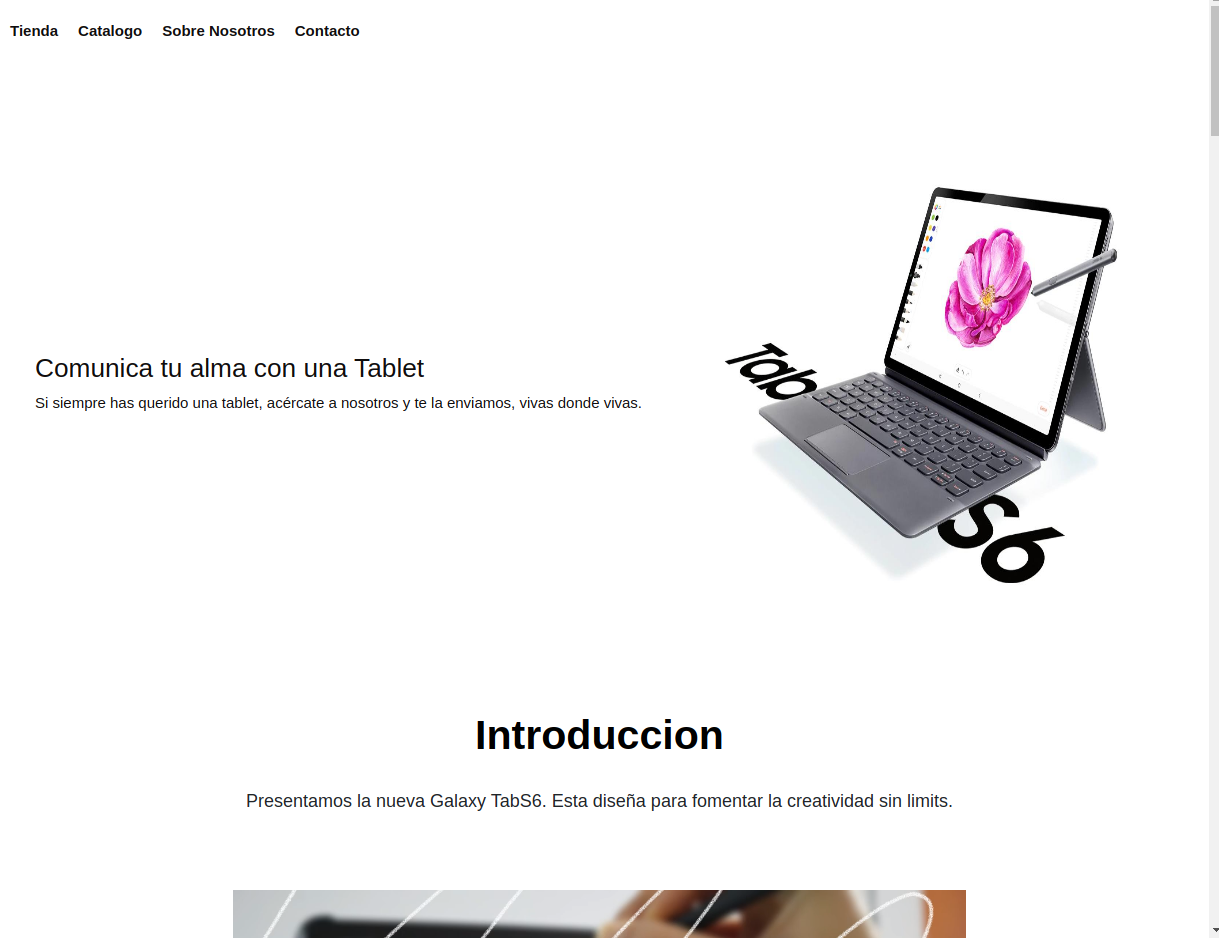 Tienda Catalogo Sobre Nosotros Contacto
Comunica tu alma con una Tablet
Si siempre has querido una tablet, acércate a nosotros y te la enviamos, vivas donde vivas.
Tab
S6
Introduccion
Presentamos la nueva Galaxy TabS6. Esta diseña para fomentar la creatividad sin limits.